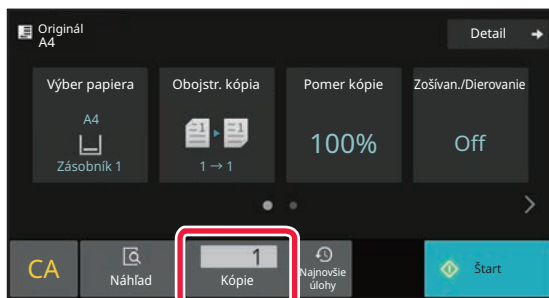 Originál
A4
Detail
Výber papiera
A4
Zásobník 1
Obojstr. kópia
1 → 1
Pomer kópie
100%
Zošívan./Dierovanie
Off
CA
Náhľad
1
Kópie
Najnovšie
úlohy
Štart